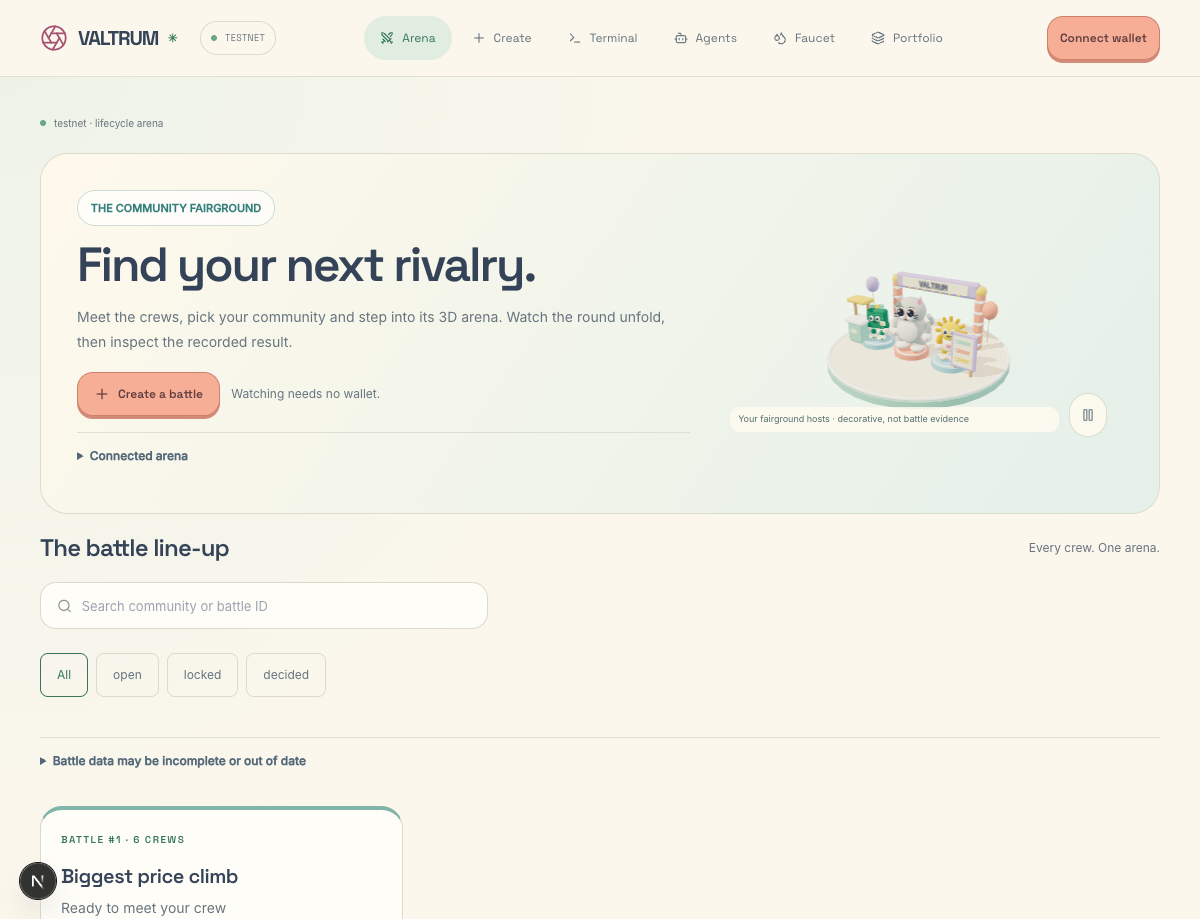 VALTRUM
TESTNET
Arena
Create
Terminal
Agents
Faucet
Portfolio
Connect wallet
testnet · lifecycle arena
THE COMMUNITY FAIRGROUND
Find your next rivalry.
Meet the crews, pick your community and step into its 3D arena. Watch the round unfold,
then inspect the recorded result.
VALTRUM
Create a battle
Watching needs no wallet.
Your fairground hosts · decorative, not battle evidence
Connected arena
The battle line-up
Every crew. One arena.
Search community or battle ID
All
open
locked
decided
Battle data may be incomplete or out of date
BATTLE #1 · 6 CREWS
N
Biggest price climb
Ready to meet your crew